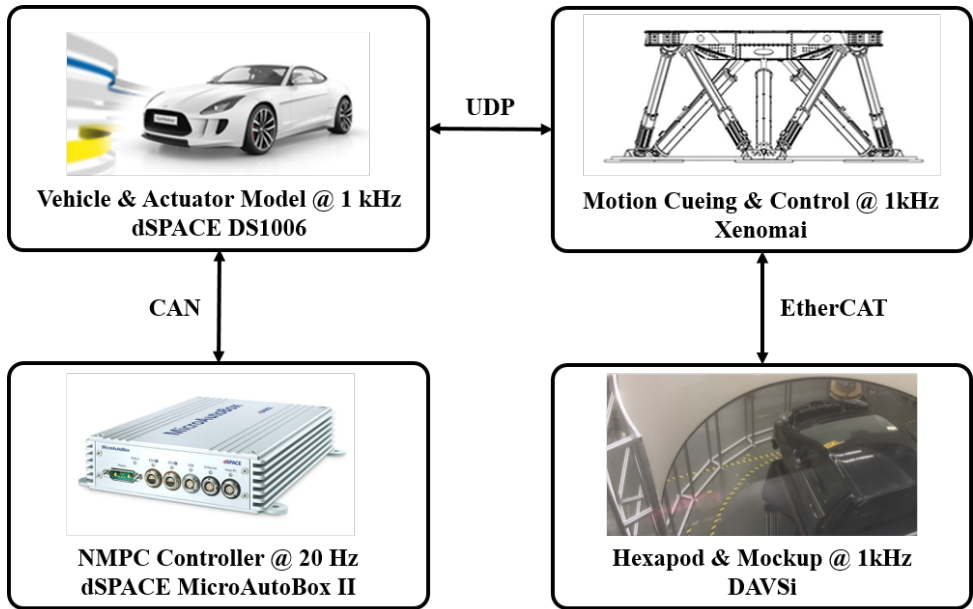 UDP
Vehicle & Actuator Model @ 1 kHz
dSPACE DS1006
Motion Cueing & Control @ 1kHz
Xenomai
CAN
EtherCAT
MicroAutoBox
MicroAutoBox
dSPACE
NMPC Controller @ 20 Hz
dSPACE MicroAutoBox II
Hexapod & Mockup @ 1kHz
DAVSi